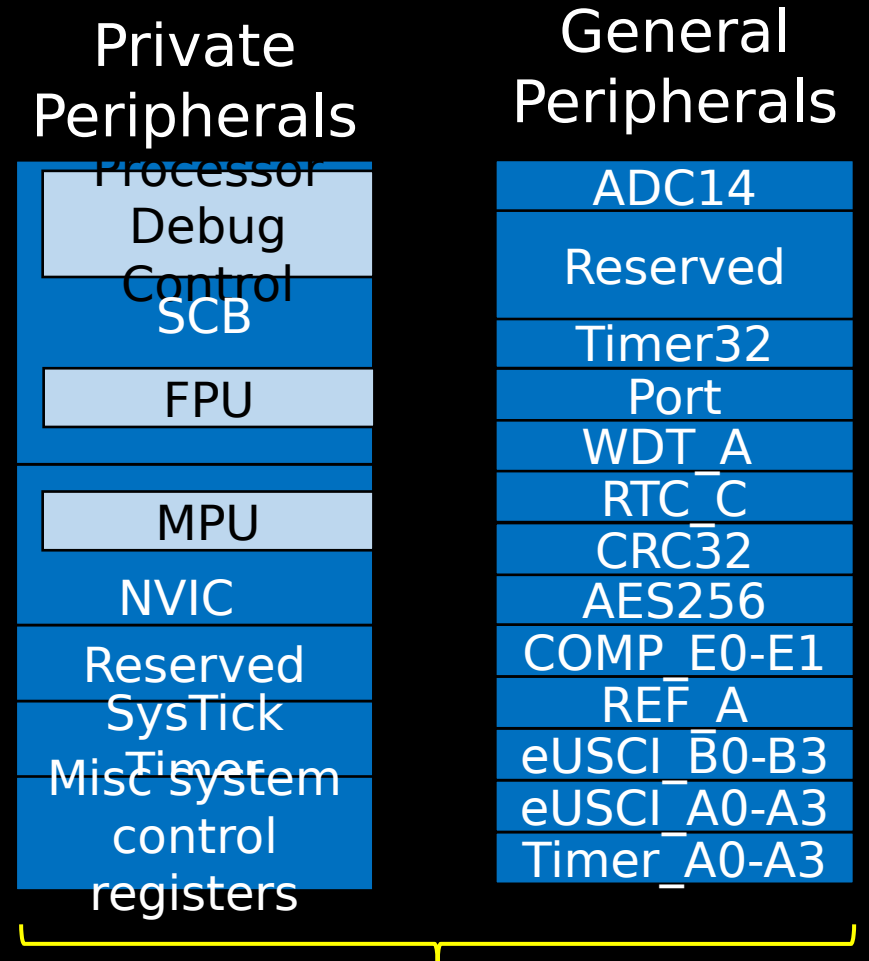 Private
Peripherals
Processor
Debug
Control
SCB
FPU
MPU
NVIC
Reserved
SysTick
Timer
Misc system
control
registers
General
Peripherals
ADC14
Reserved
Timer32
Port
WDT_A
RTC_C
CRC32
AES256
COMP_E0-E1
REF_A
eUSCI_B0-B3
eUSCI_A0-A3
Timer_A0-A3